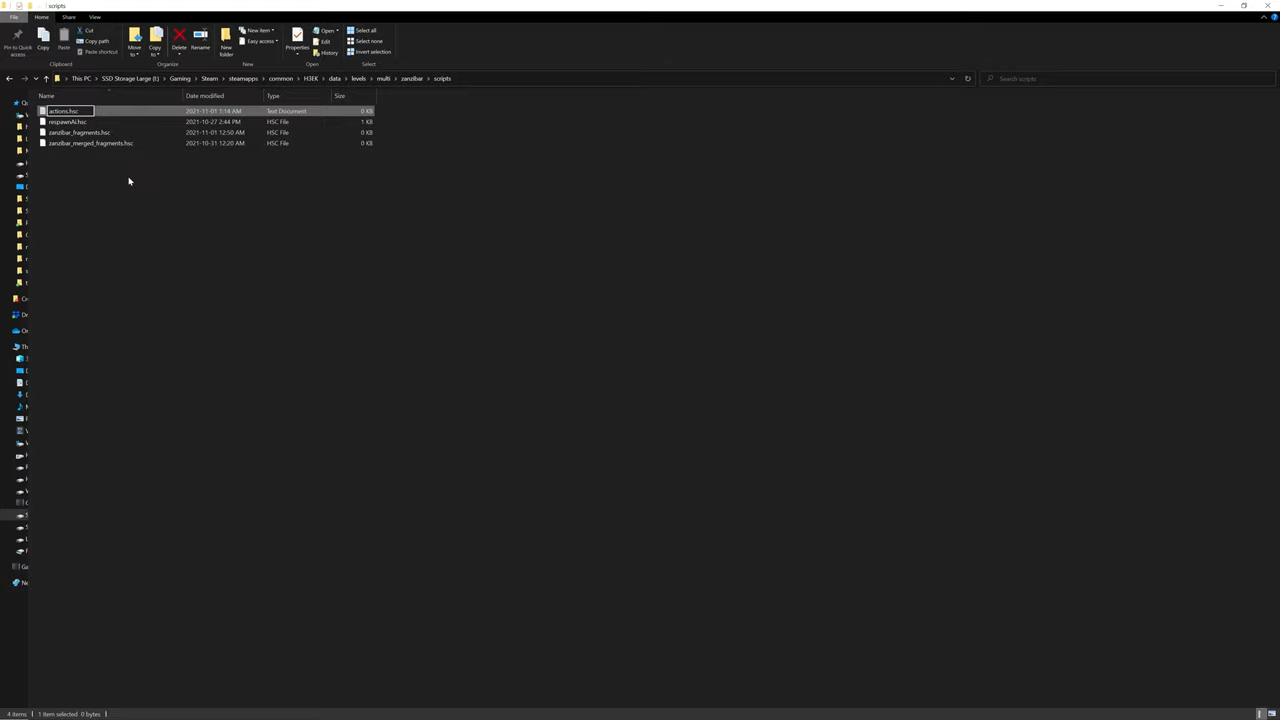 scripts
File Home Share View
Pin to Quick access
Copy
Paste
Cut
Copy path
Paste shortcut
Clipboard
Move to
Copy to
Delete
Rename
Organize
New folder
New item
Easy access
New
Properties
Open
Edit
History
Open
Select all
Select none
Invert selection
Select
This PC > SSD Storage Large (I:) > Gaming > Steam > steamapps > common > H3EK > data > levels > multi > zanzibar > scripts
Search scripts
Name Date modified Type Size
actions.hsc 2021-11-01 1:14 AM Text Document 0 KB
respawnAi.hsc 2021-10-27 2:44 PM HSC File 1 KB
zanzibar_fragments.hsc 2021-11-01 12:50 AM HSC File 0 KB
zanzibar_merged_fragments.hsc 2021-10-31 12:20 AM HSC File 0 KB
4 items 1 item selected 0 bytes